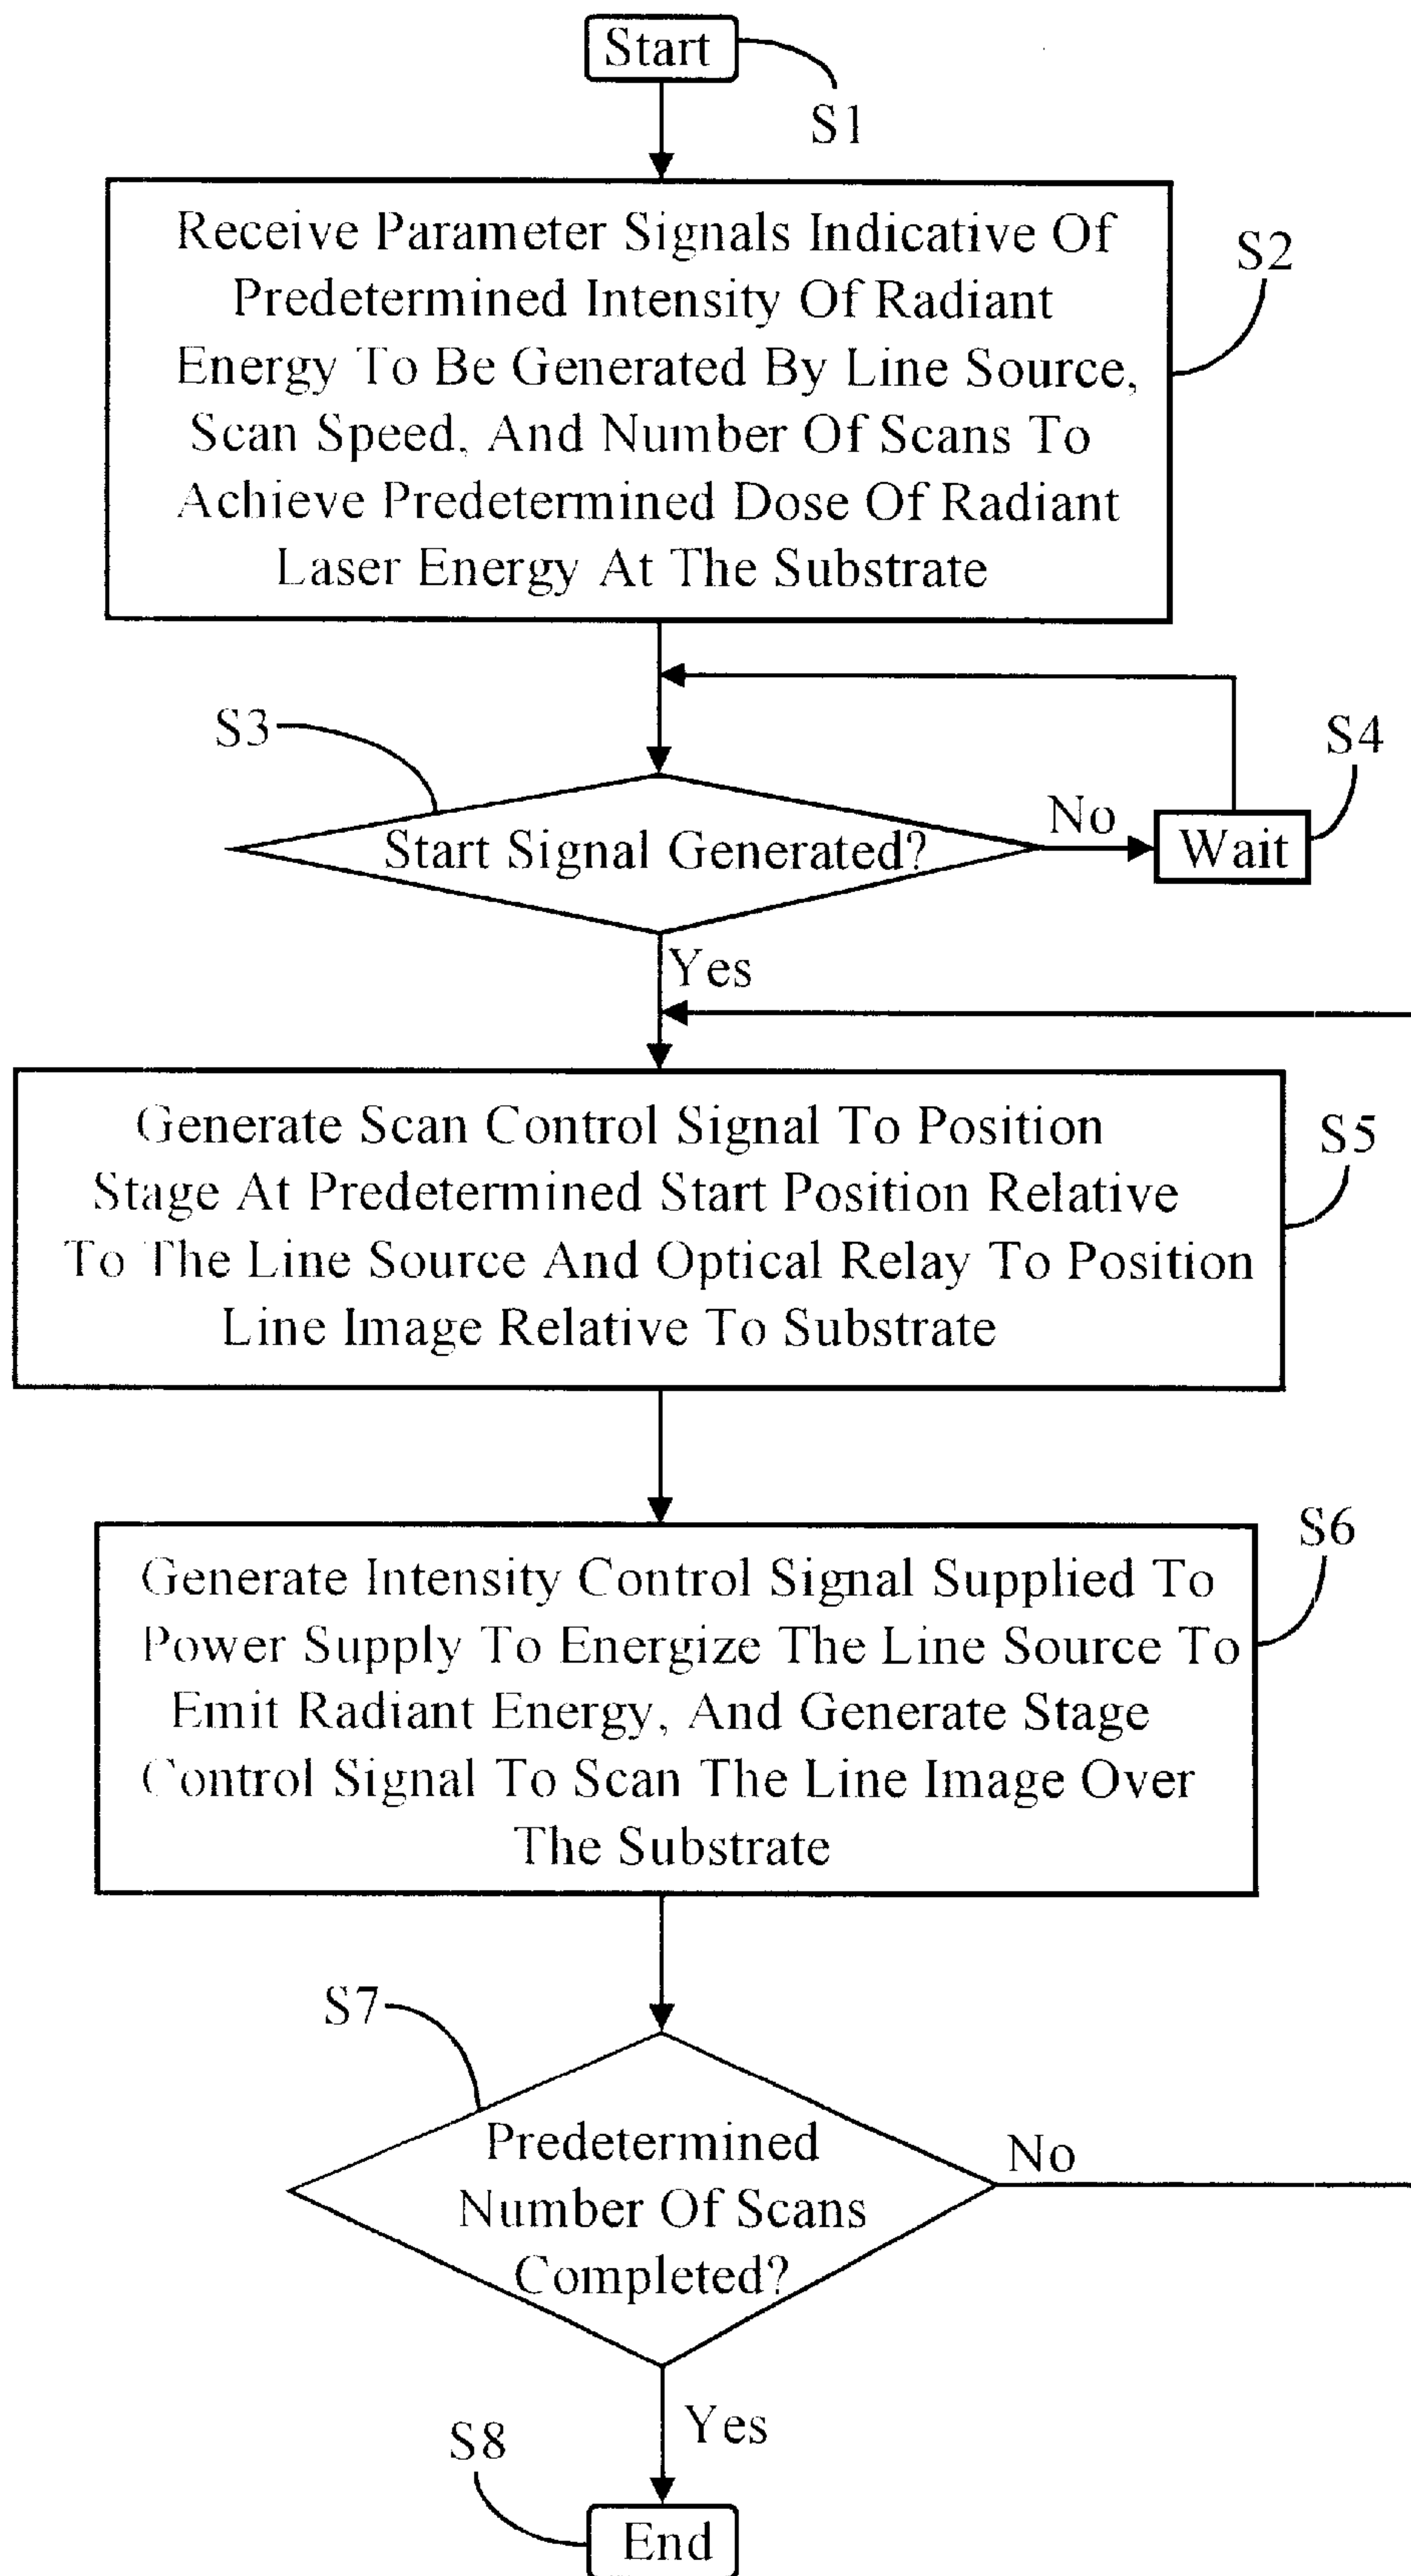 Start
S1
Receive Parameter Signals Indicative Of
Predetermined Intensity Of Radiant
Energy To Be Generated By Line Source,
Scan Speed, And Number Of Scans To
Achieve Predetermined Dose Of Radiant
Laser Energy At The Substrate
S2
S3
Start Signal Generated?
No
Wait
S4
Yes
Generate Scan Control Signal To Position
Stage At Predetermined Start Position Relative
To The Line Source And Optical Relay To Position
Line Image Relative To Substrate
S5
Generate Intensity Control Signal Supplied To
Power Supply To Energize The Line Source To
Emit Radiant Energy, And Generate Stage
Control Signal To Scan The Line Image Over
The Substrate
S6
S7
Predetermined
Number Of Scans
Completed?
No
Yes
S8
End